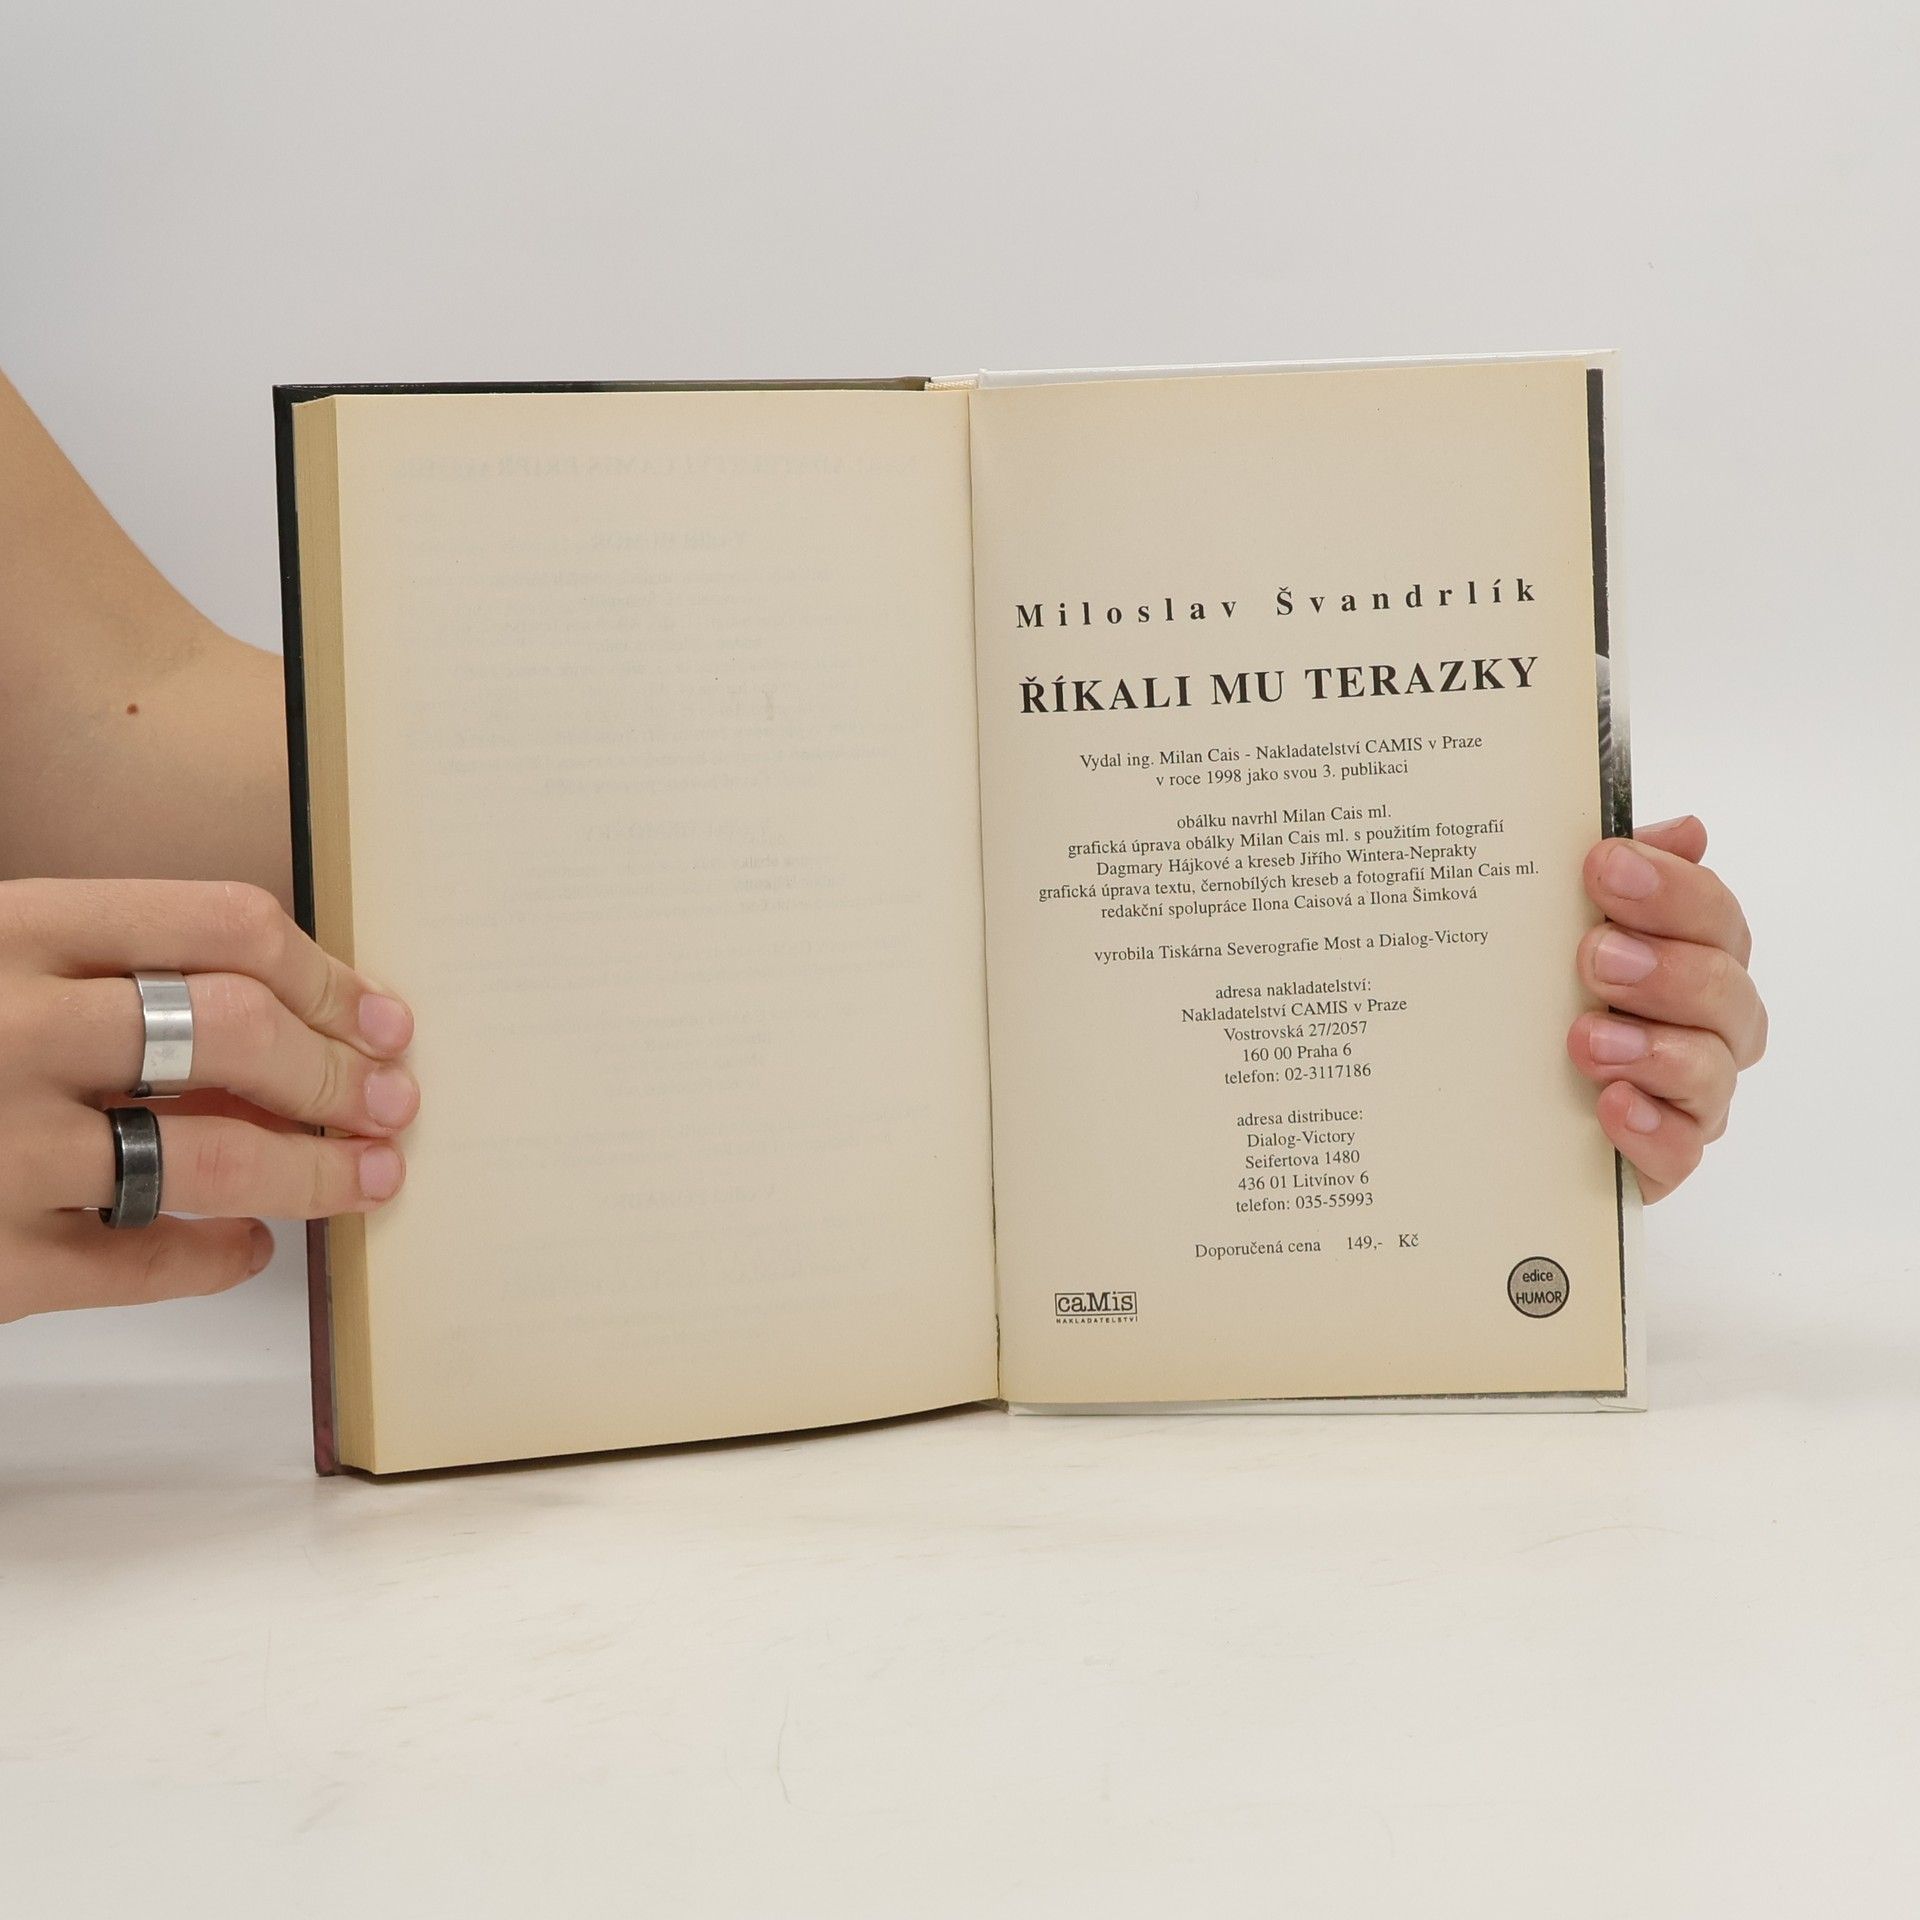 Miloslav Švandrlík
ŘÍKALI MU TERAZKY
Vydal ing. Milan Cais - Nakladatelství CAMIS v Praze
v roce 1998 jako svou 3. publikaci
obálku navrhl Milan Cais ml.
grafická úprava obálky Milan Cais ml. s použitím fotografií
Dagmary Hájkové a kreseb Jiřího Wintera-Neprakty
grafická úprava textu, černobílých kreseb a fotografií Milan Cais ml.
redakční spolupráce Ilona Caisová a Ilona Šimková
vyrobila Tiskárna Severografie Most a Dialog-Victory
adresa nakladatelství:
Nakladatelství CAMIS v Praze
Vostrovská 27/2057
160 00 Praha 6
telefon: 02-3117186
adresa distribuce:
Dialog-Victory
Seifertova 1480
436 01 Litvínov 6
telefon: 035-55993
Doporučená cena 149,- Kč
caMis
NAKLADATELSTVÍ
edice
HUMOR